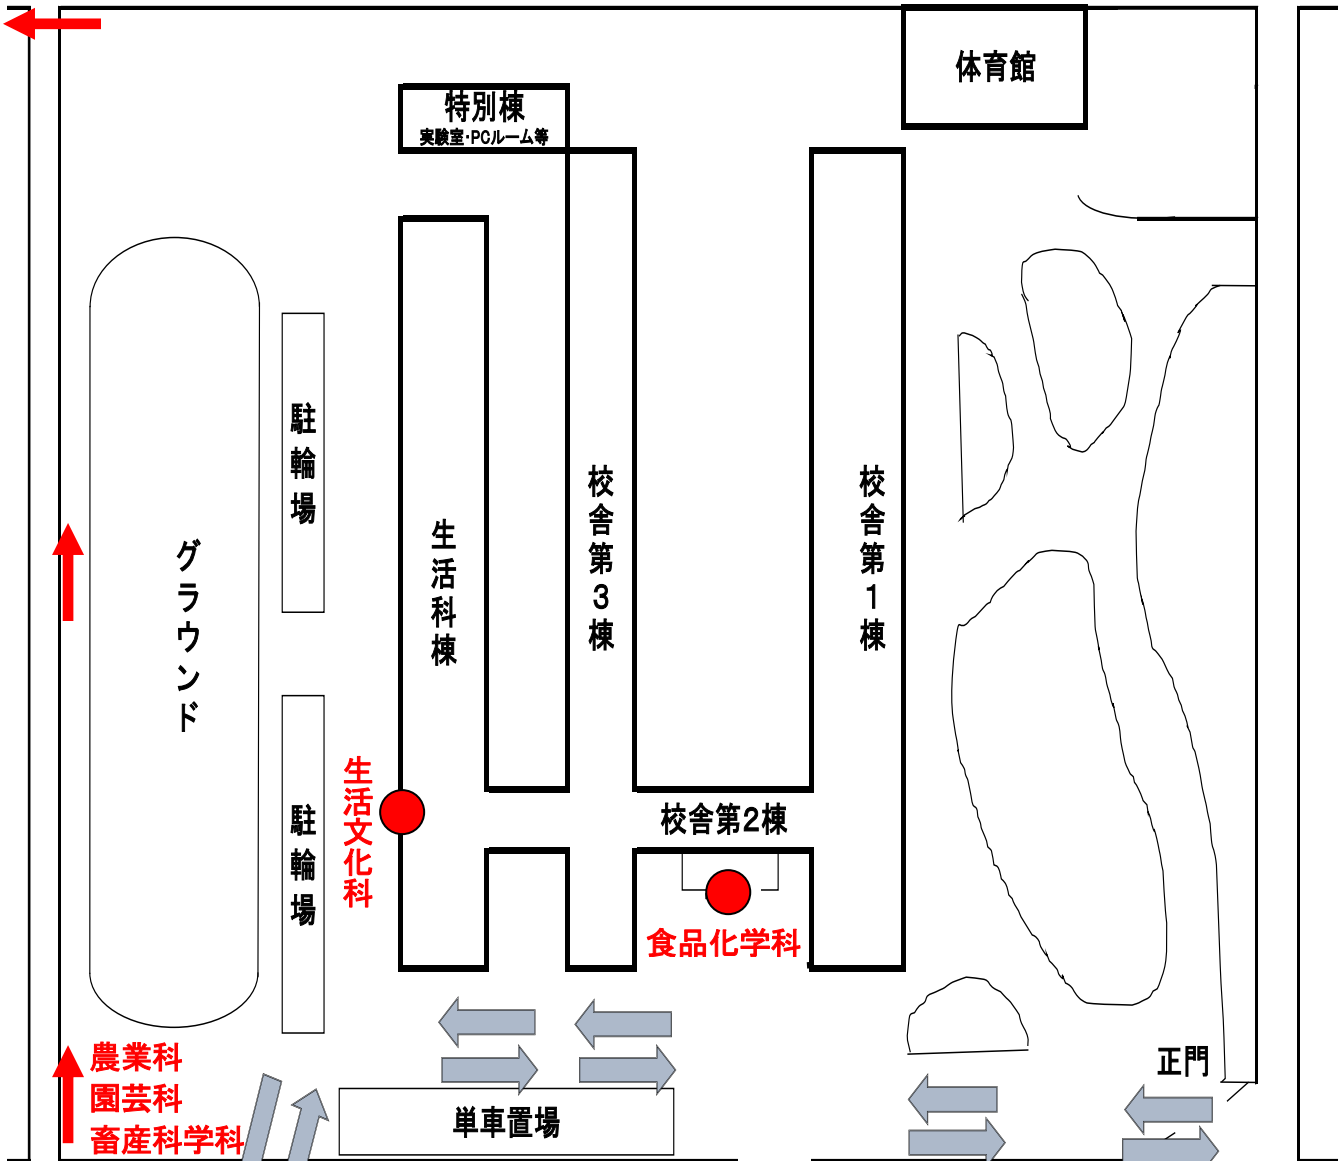 体育館
特別棟
実験室・PCルーム等
駐輪場
グラウンド
生活科棟
校舎第3棟
校舎第1棟
生活文化科
駐輪場
校舎第2棟
食品化学科
農業科
園芸科
畜産科学科
単車置場
正門